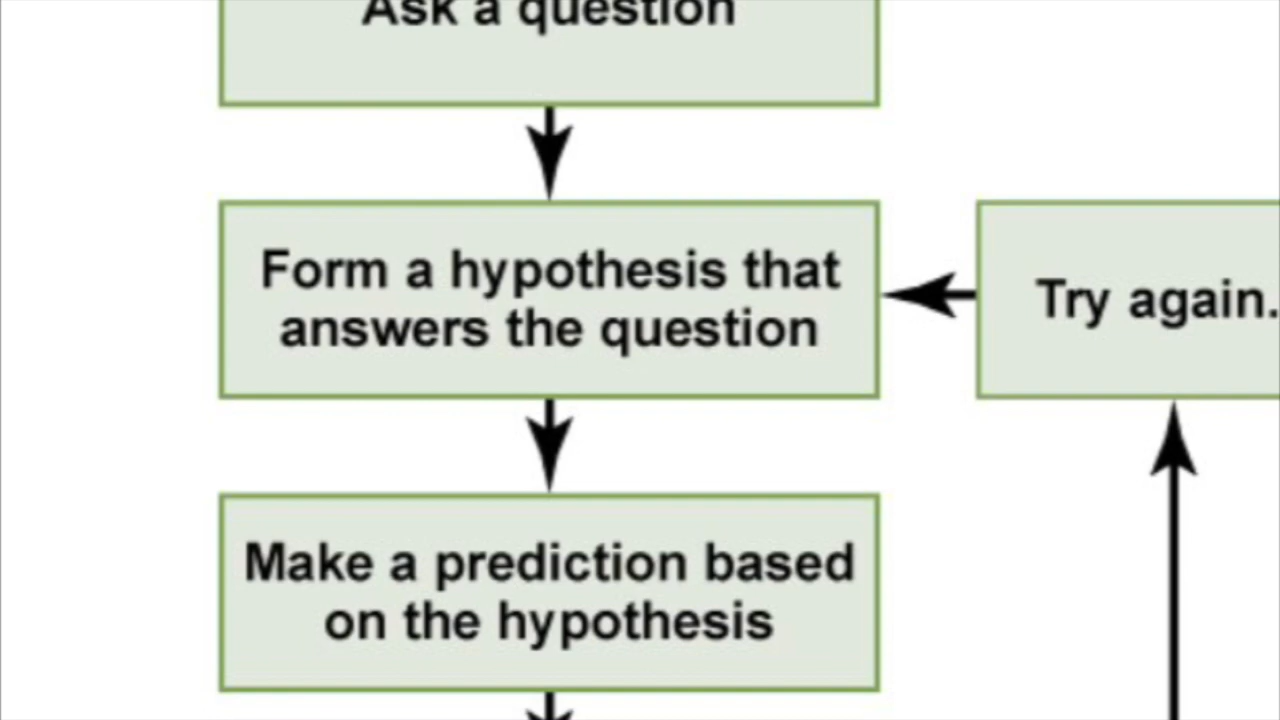 Ask a question
Form a hypothesis that
answers the question
Try again.
Make a prediction based
on the hypothesis